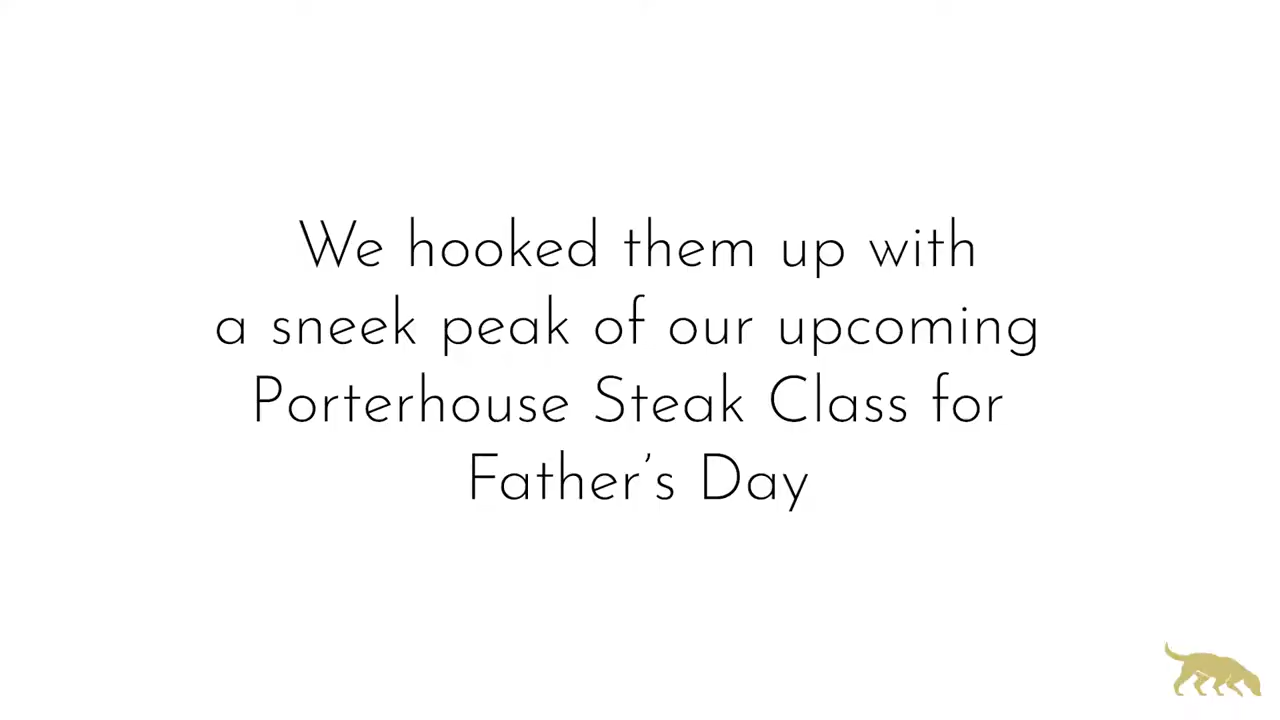 We hooked them up with
a sneek peak of our upcoming
Porterhouse Steak Class for
Father’s Day